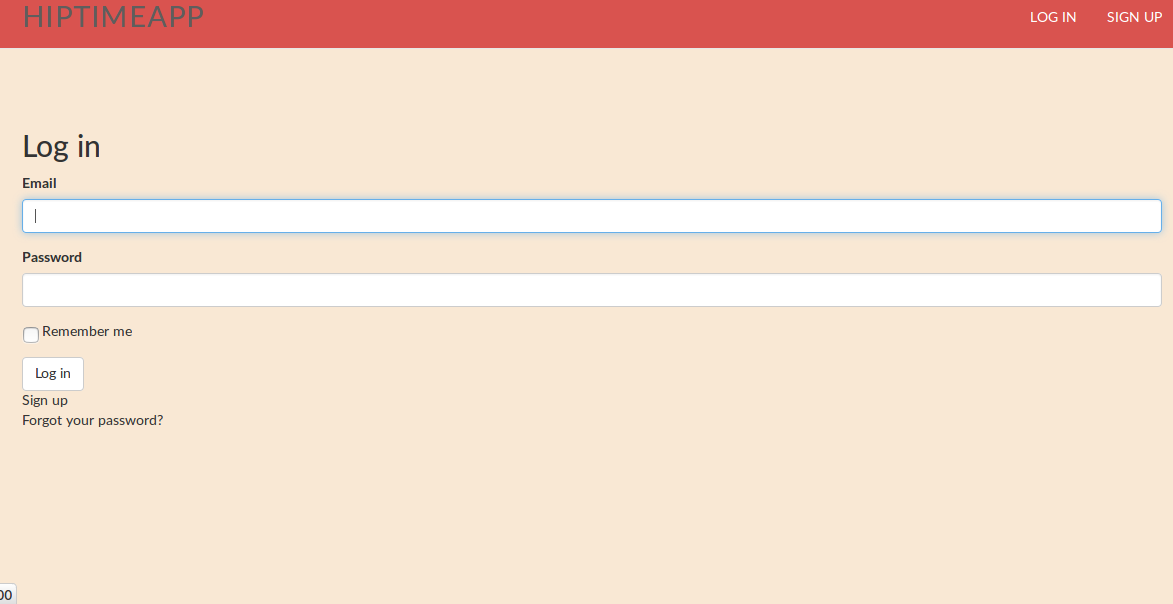 HIPTIMEAPP LOG IN SIGN UP
Log in
Email
Password
Remember me
Log in
Sign up
Forgot your password?
00